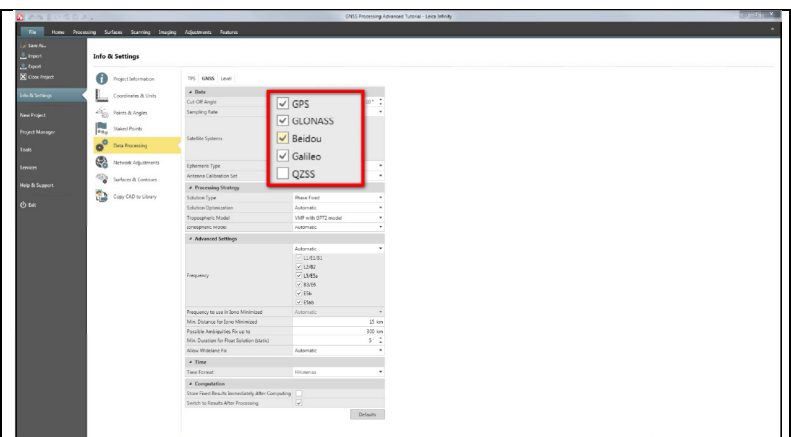 GNSS Processing Advanced Tutorial - Leica Infinity
File Home Processing Surfaces Scanning Imaging Adjustments Features
Save As...
Import
Export
Close Project
Info & Settings
New Project
Project Manager
Tools
Services
Help & Support
Exit
Info & Settings
Project Information
Coordinates & Units
Points & Angles
Staked Points
Data Processing
Network Adjustments
Surfaces & Contours
Copy CAD to Library
TPS GNSS Level
Data
Cut-Off Angle 10 °
Sampling Rate
Satellite Systems
GPS
GLONASS
Beidou
Galileo
QZSS
Ephemeris Type
Antenna Calibration Set
Processing Strategy
Solution Type Phase Fixed
Solution Optimization Automatic
Tropospheric Model VMF with GPT2 model
Ionospheric Model Automatic
Advanced Settings
Automatic
Frequency
L2/B2
E5b
E5ab
Frequency to use in Iono Minimized Automatic
Min. Distance for Iono Minimized 15 km
Possible Ambiguities Fix up to 300 km
Min. Duration for Float Solution (static) 5 '
Allow Widelane Fix Automatic
Time
Time Format
Computation
Store Fixed Results Immediately After Computing
Switch to Results After Processing
Defaults